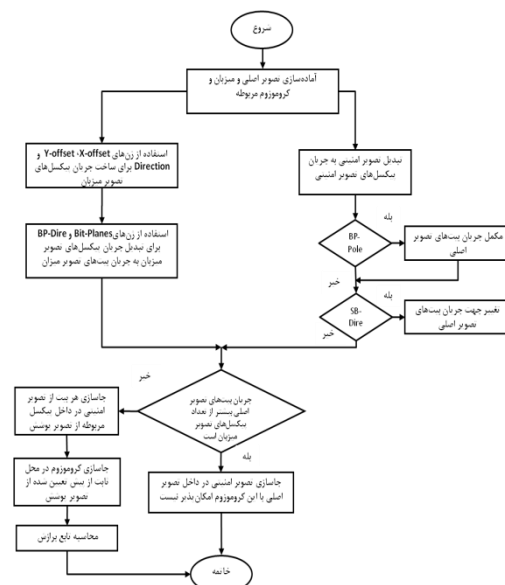 شروع
آماده‌سازی تصویر اصلی و میزبان و
کروموزوم مربوطه
استفاده از ژن‌های X-offset، Y-offset و
Direction برای ساخت جریان پیکسل‌های
تصویر میزبان
تبدیل تصویر امنیتی به جریان
پیکسل‌های تصویر امنیتی
استفاده از ژن‌های Bit-Planes و BP-Dire
برای تبدیل جریان پیکسل‌های تصویر
میزبان به جریان بیت‌های تصویر میزان
BP-
Pole
بله
مکمل جریان بیت‌های تصویر
اصلی
خیر
SB-
Dire
بله
تغییر جهت جریان بیت‌های
تصویر اصلی
خیر
جریان بیت‌های تصویر
اصلی بیشتر از تعداد
پیکسل‌های تصویر
میزبان است
خیر
جاسازی هر بیت از تصویر
امنیتی در داخل پیکسل
مربوطه از تصویر پوشش
بله
جاسازی تصویر امنیتی در داخل تصویر
اصلی با این کروموزوم امکان‌پذیر نیست
جاسازی کروموزوم در محل
ثابت از پیش تعیین شده از
تصویر پوشش
محاسبه تابع برازش
خاتمه